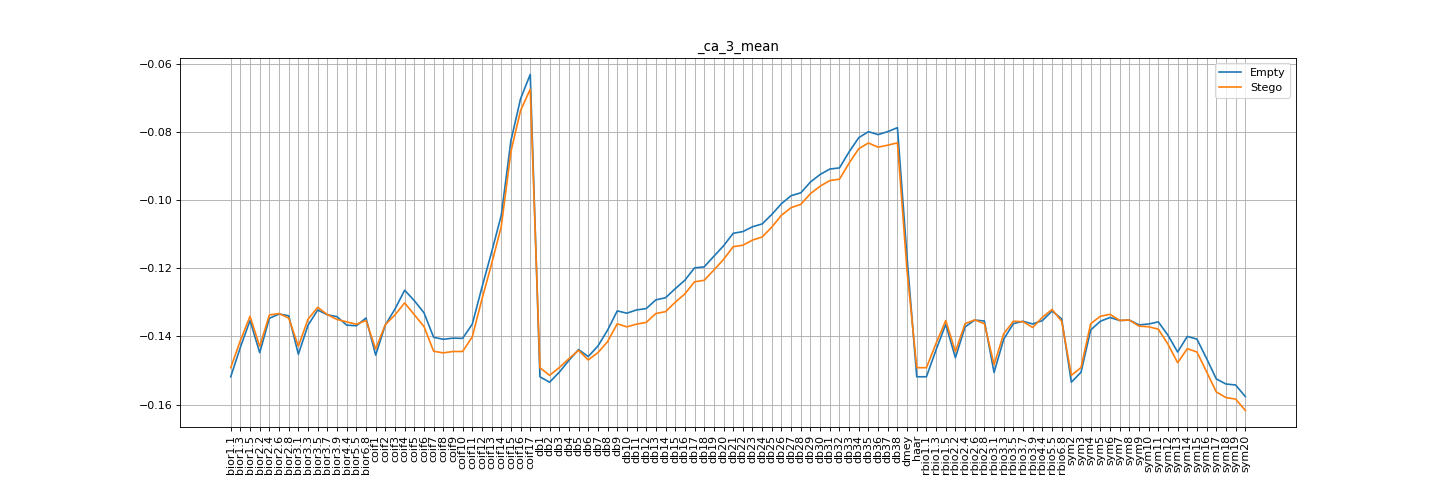 _ca_3_mean
Empty
Stego
−0.06
−0.08
−0.10
−0.12
−0.14
−0.16
bior1.1
bior1.3
bior1.5
bior2.2
bior2.4
bior2.6
bior2.8
bior3.1
bior3.3
bior3.5
bior3.7
bior3.9
bior4.4
bior5.5
bior6.8
coif1
coif2
coif3
coif4
coif5
coif6
coif7
coif8
coif9
coif10
coif11
coif12
coif13
coif14
coif15
coif16
coif17
db1
db2
db3
db4
db5
db6
db7
db8
db9
db10
db11
db12
db13
db14
db15
db16
db17
db18
db19
db20
db21
db22
db23
db24
db25
db26
db27
db28
db29
db30
db31
db32
db33
db34
db35
db36
db37
db38
dmey
haar
rbio1.1
rbio1.3
rbio1.5
rbio2.2
rbio2.4
rbio2.6
rbio2.8
rbio3.1
rbio3.3
rbio3.5
rbio3.7
rbio3.9
rbio4.4
rbio5.5
rbio6.8
sym2
sym3
sym4
sym5
sym6
sym7
sym8
sym9
sym10
sym11
sym12
sym13
sym14
sym15
sym16
sym17
sym18
sym19
sym20